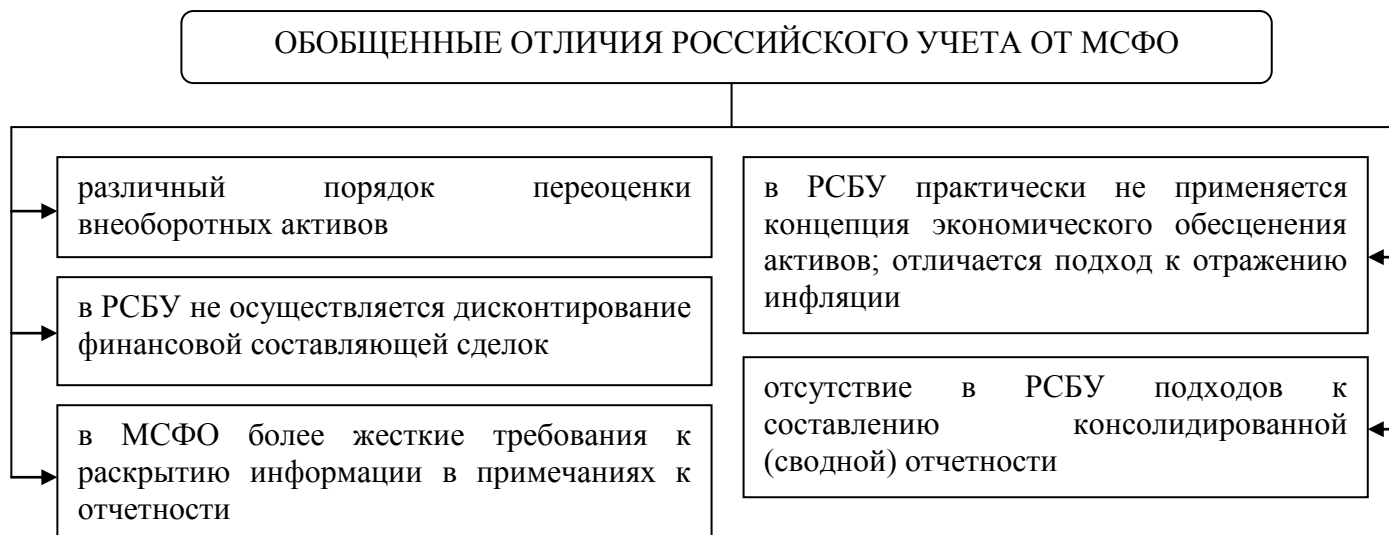 ОБОБЩЕННЫЕ ОТЛИЧИЯ РОССИЙСКОГО УЧЕТА ОТ МСФО
различный порядок переоценки
внеоборотных активов
в РСБУ не осуществляется дисконтирование
финансовой составляющей сделок
в МСФО более жесткие требования к
раскрытию информации в примечаниях к
отчетности
в РСБУ практически не применяется
концепция экономического обесценения
активов; отличается подход к отражению
инфляции
отсутствие в РСБУ подходов к
составлению консолидированной
(сводной) отчетности